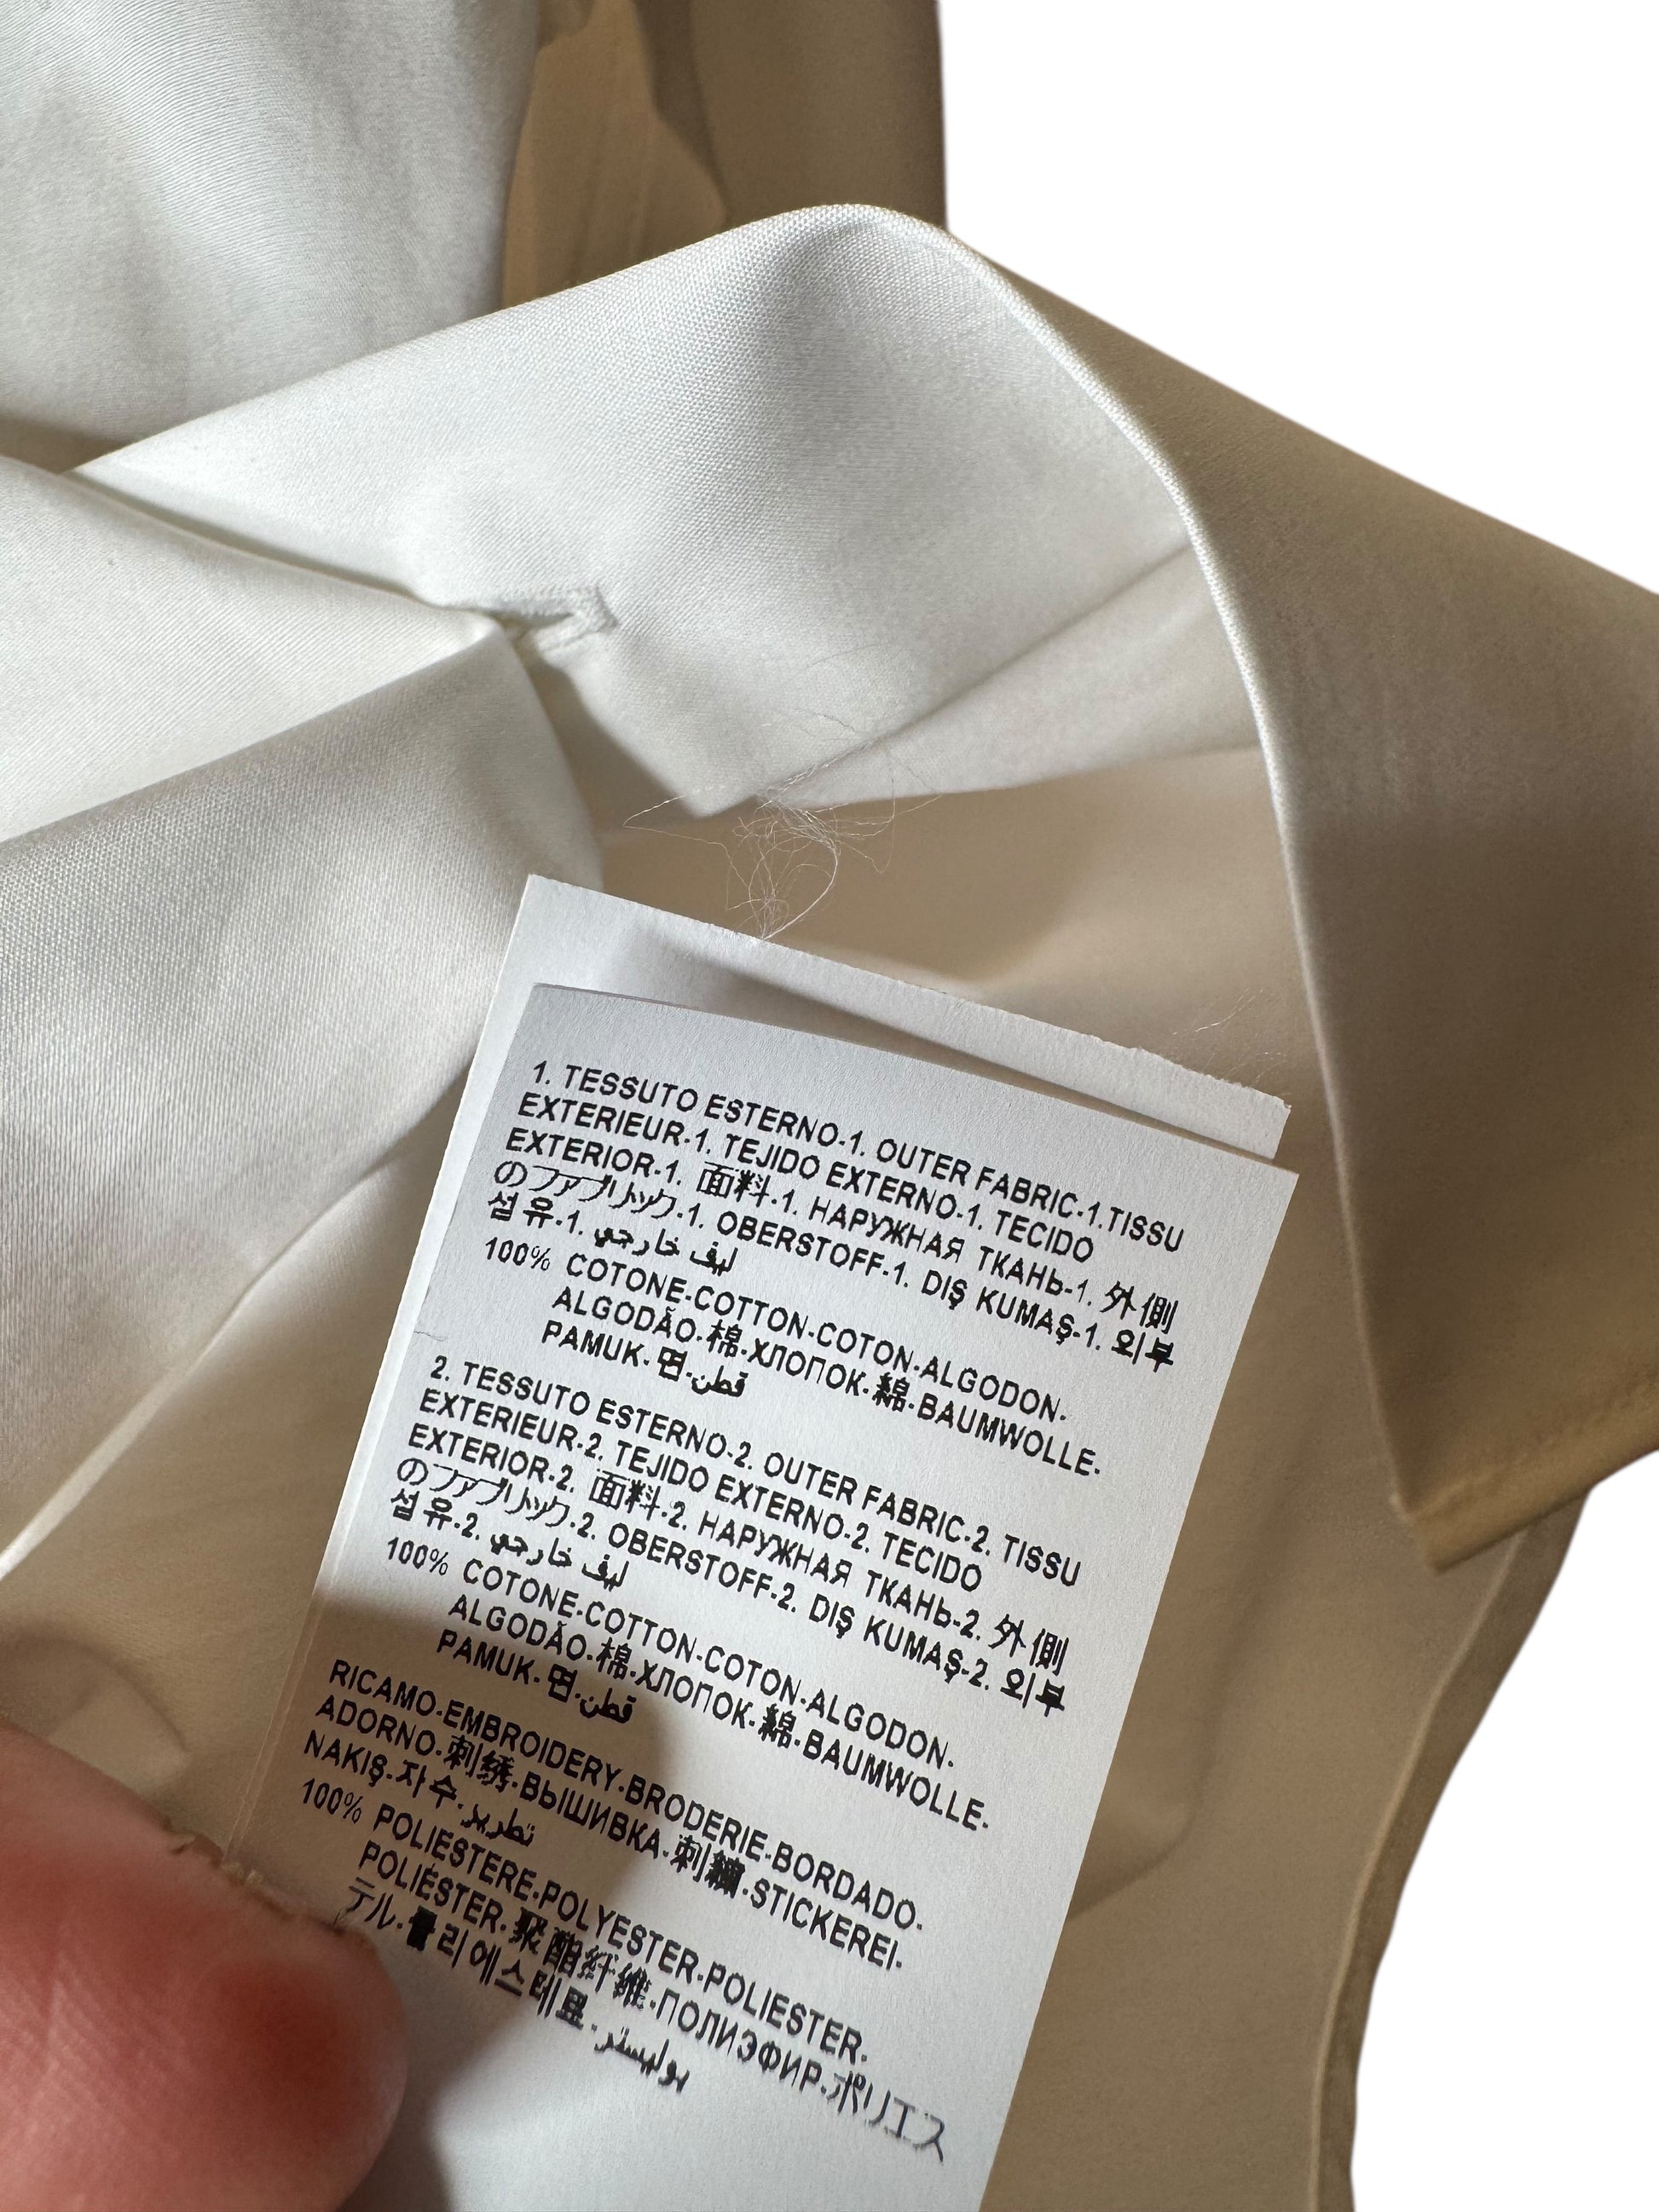 1. TESSUTO ESTERNO-1. OUTER FABRIC-1.TISSU
EXTERIEUR-1. TEJIDO EXTERNO-1. TECIDO
EXTERIOR-1. 面料-1. НАРУЖНАЯ ТКАНЬ-1. 外側
のファブリック-1. OBERSTOFF-1. DIŞ KUMAŞ-1. 외부
섬유-1. ليف خارجي
100% COTONE-COTTON-COTON-ALGODON-
ALGODÃO-棉-ХЛОПОК-綿-BAUMWOLLE-
PAMUK-면-قطن
2. TESSUTO ESTERNO-2. OUTER FABRIC-2. TISSU
EXTERIEUR-2. TEJIDO EXTERNO-2. TECIDO
EXTERIOR-2. 面料-2. НАРУЖНАЯ ТКАНЬ-2. 外側
のファブリック-2. OBERSTOFF-2. DIŞ KUMAŞ-2. 외부
섬유-2. ليف خارجي
100% COTONE-COTTON-COTON-ALGODON-
ALGODÃO-棉-ХЛОПОК-綿-BAUMWOLLE-
PAMUK-면-قطن
RICAMO-EMBROIDERY-BRODERIE-BORDADO-
ADORNO-刺绣-ВЫШИВКА-刺繍-STICKEREI-
NAKIŞ-자수-تطريز
100% POLIESTERE-POLYESTER-POLIESTER-
POLIÉSTER-聚酯纤维-ПОЛИЭФИР-ポリエス
テル-폴리에스테르-بوليستر